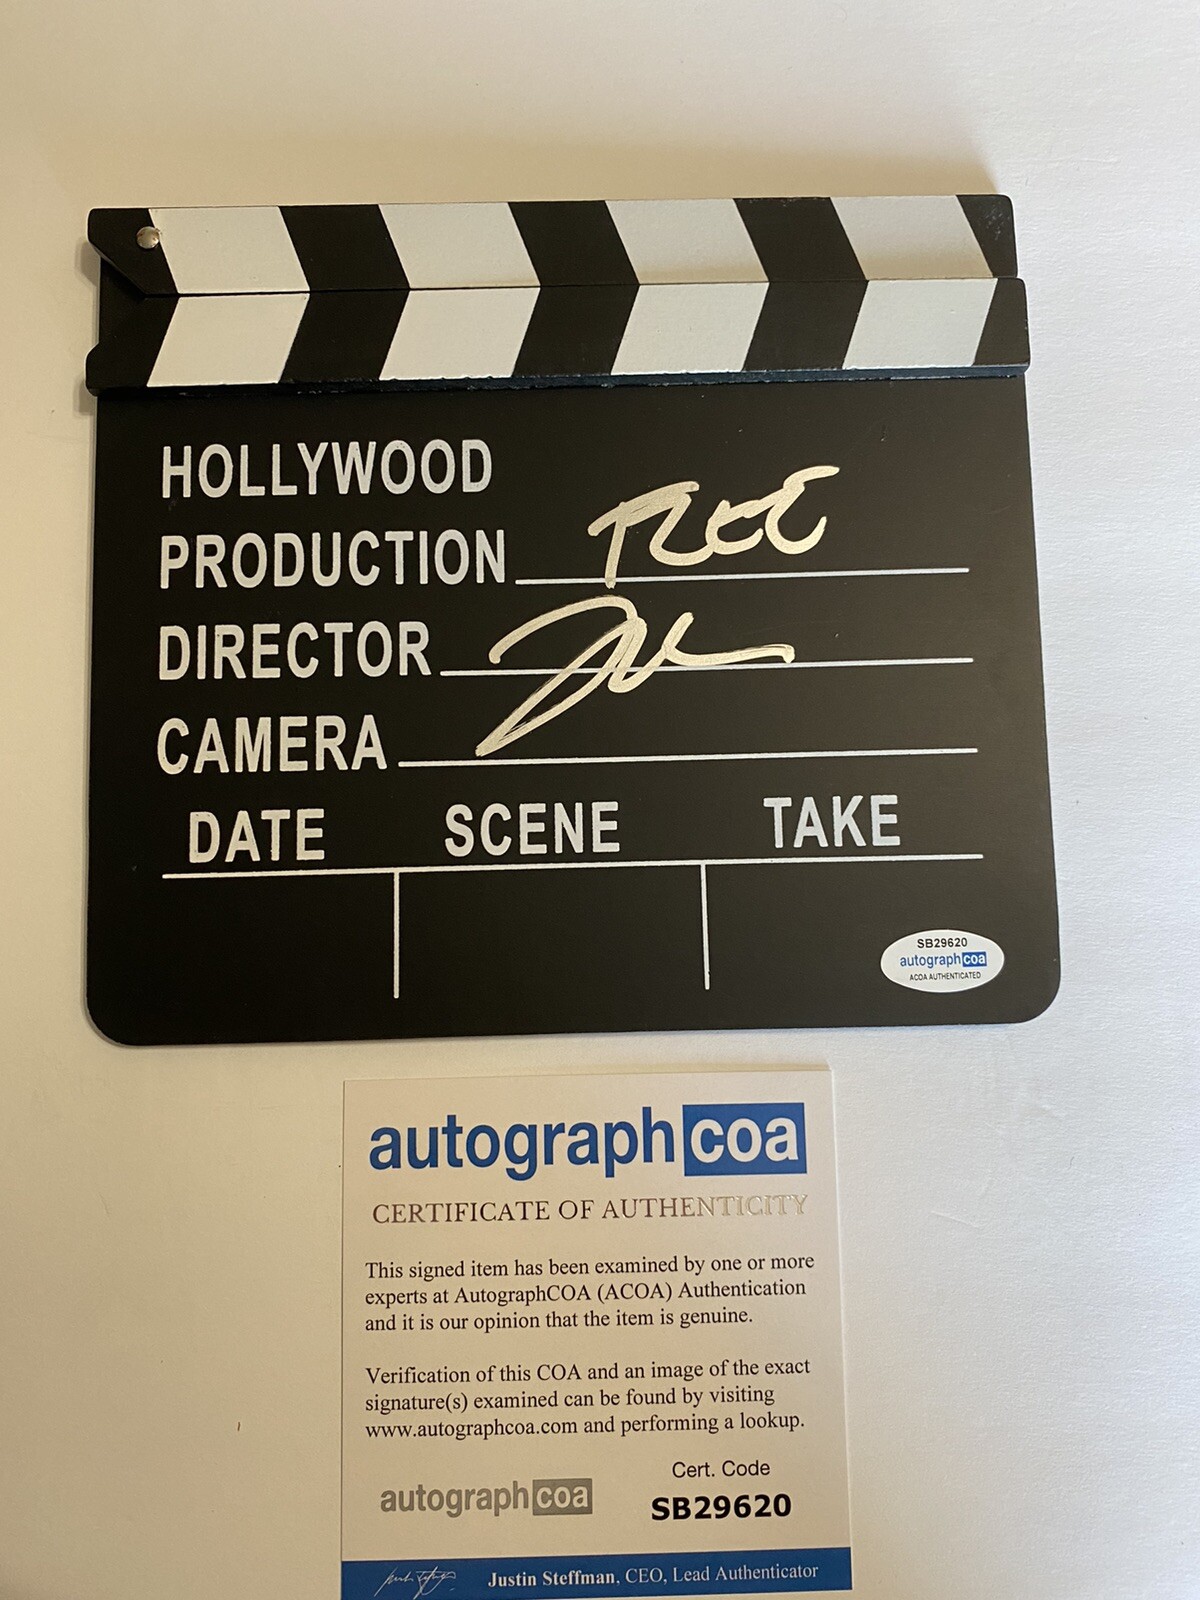 HOLLYWOOD
PRODUCTION
DIRECTOR
CAMERA
DATE SCENE TAKE
SB29620
autographcoa
ACOA AUTHENTICATED
autographcoa
CERTIFICATE OF AUTHENTICITY
This signed item has been examined by one or more
experts at AutographCOA (ACOA) Authentication
and it is our opinion that the item is genuine.
Verification of this COA and an image of the exact
signature(s) examined can be found by visiting
www.autographcoa.com and performing a lookup.
autographcoa
Cert. Code
SB29620
Justin Steffman, CEO, Lead Authenticator